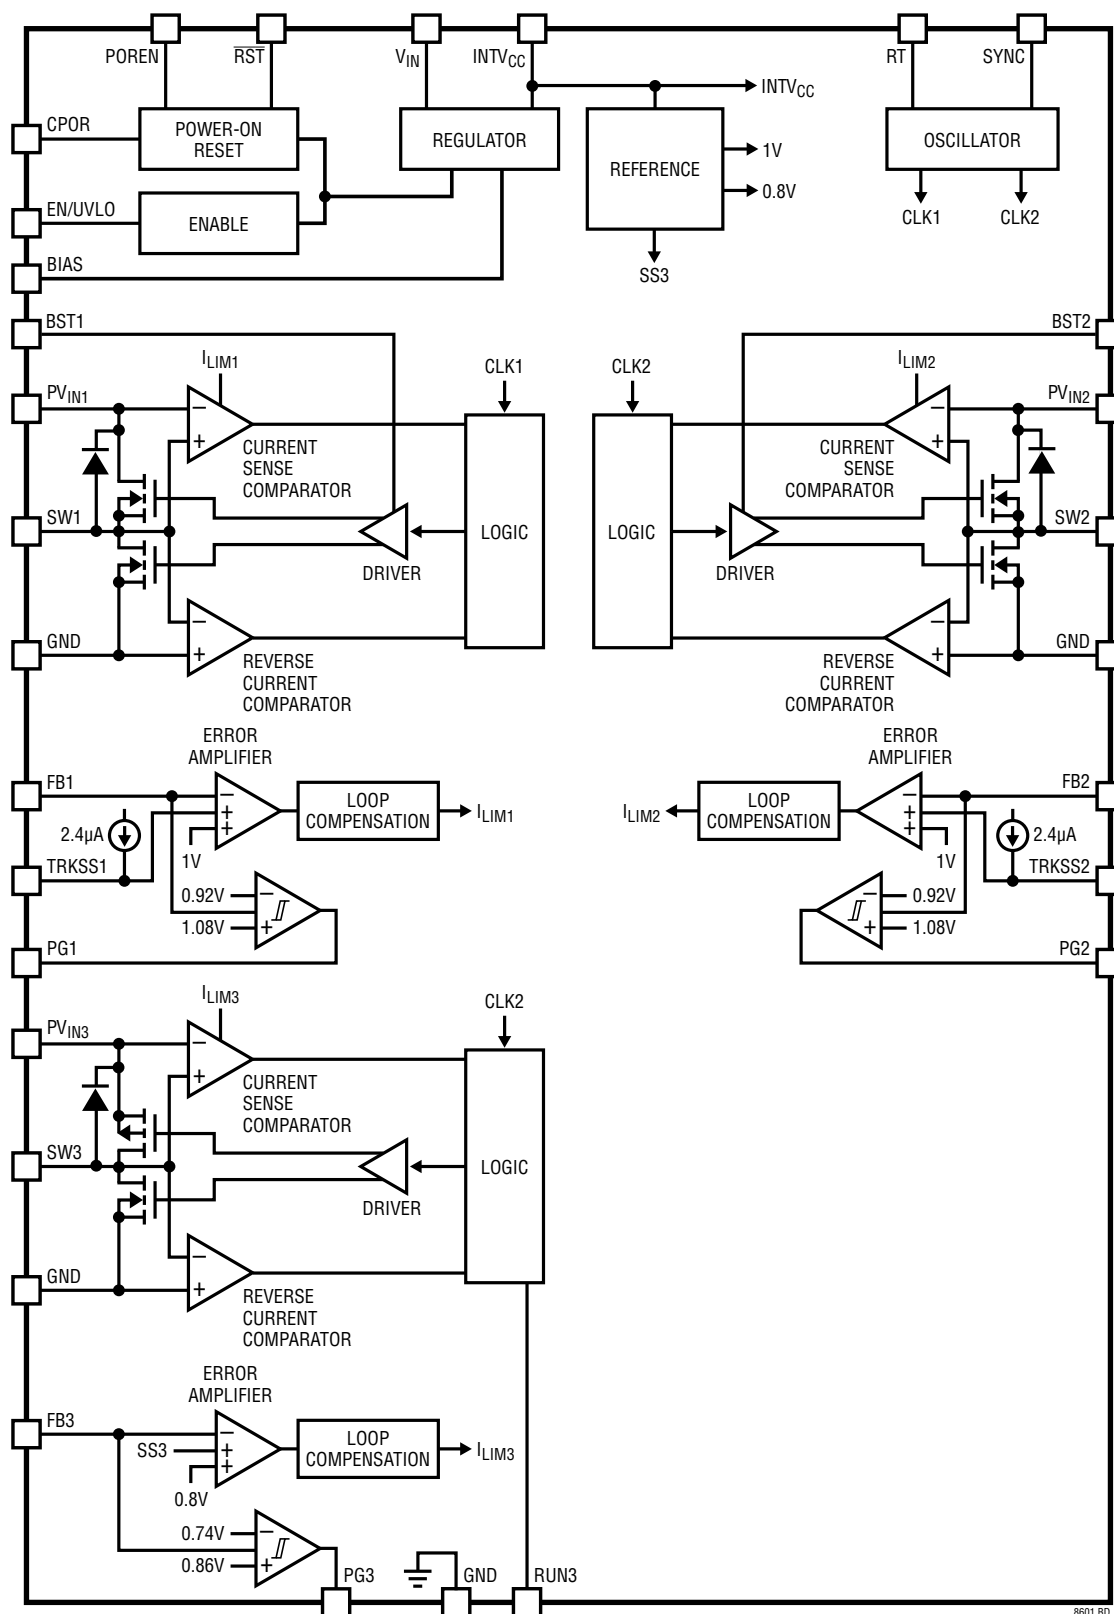 POREN
RST
VIN
INTVCC
RT
SYNC
CPOR
POWER-ON
RESET
REGULATOR
INTVCC
REFERENCE
1V
0.8V
SS3
OSCILLATOR
CLK1
CLK2
EN/UVLO
ENABLE
BIAS
BST1
BST2
ILIM1
CLK1
CLK2
ILIM2
PVIN1
PVIN2
−
+
CURRENT
SENSE
COMPARATOR
−
+
CURRENT
SENSE
COMPARATOR
SW1
LOGIC
LOGIC
SW2
DRIVER
DRIVER
−
+
GND
REVERSE
CURRENT
COMPARATOR
−
+
GND
REVERSE
CURRENT
COMPARATOR
ERROR
AMPLIFIER
ERROR
AMPLIFIER
FB1
−
+
+
LOOP
COMPENSATION
ILIM1
ILIM2
LOOP
COMPENSATION
−
+
+
FB2
2.4µA
1V
1V
2.4µA
TRKSS1
TRKSS2
0.92V
−
1.08V
+
−
0.92V
+
1.08V
PG1
PG2
ILIM3
CLK2
PVIN3
−
+
CURRENT
SENSE
COMPARATOR
SW3
LOGIC
DRIVER
−
+
GND
REVERSE
CURRENT
COMPARATOR
ERROR
AMPLIFIER
FB3
−
SS3
+
+
LOOP
COMPENSATION
ILIM3
0.8V
0.74V
−
0.86V
+
PG3
GND
RUN3
8601 BD